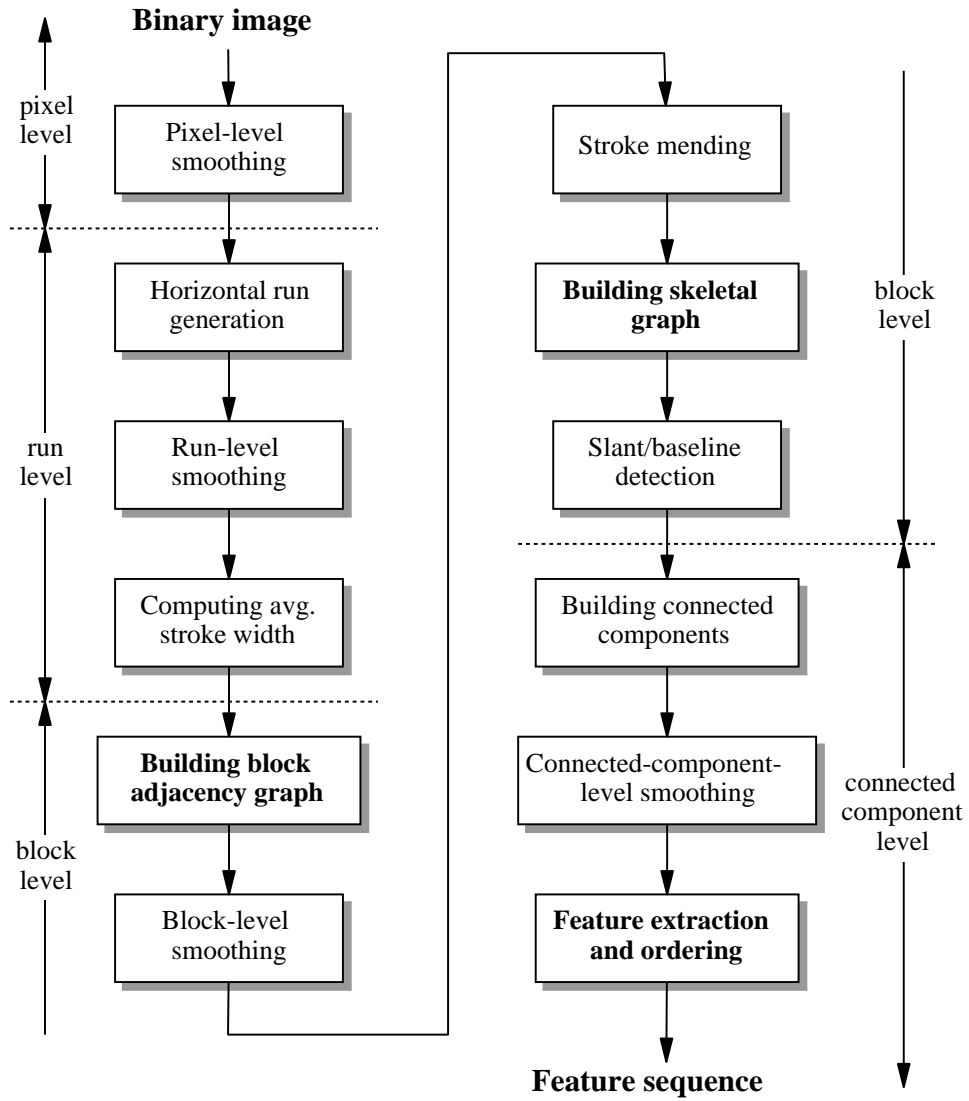 Binary image
pixel
level
Pixel-level
smoothing
Horizontal run
generation
run
level
Run-level
smoothing
Computing avg.
stroke width
Building block
adjacency graph
block
level
Block-level
smoothing
Stroke mending
Building skeletal
graph
block
level
Slant/baseline
detection
Building connected
components
Connected-component-
level smoothing
connected
component
level
Feature extraction
and ordering
Feature sequence